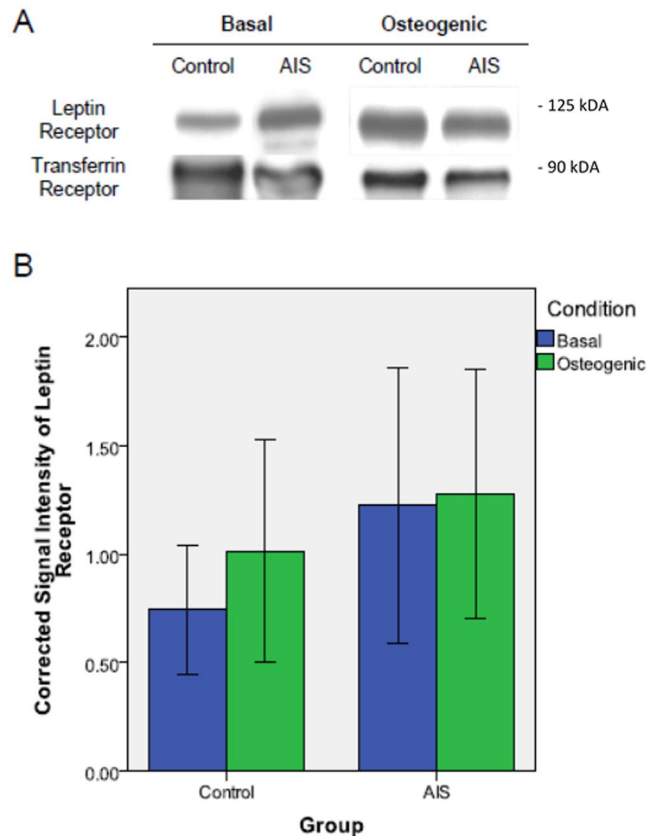 A
Basal Osteogenic
Control AIS Control AIS
Leptin
Receptor
- 125 kDA
Transferrin
Receptor
- 90 kDA
B
Condition
Basal
Osteogenic
Corrected Signal Intensity of Leptin
Receptor
2.00
1.50
1.00
0.50
0.00
Control AIS
Group